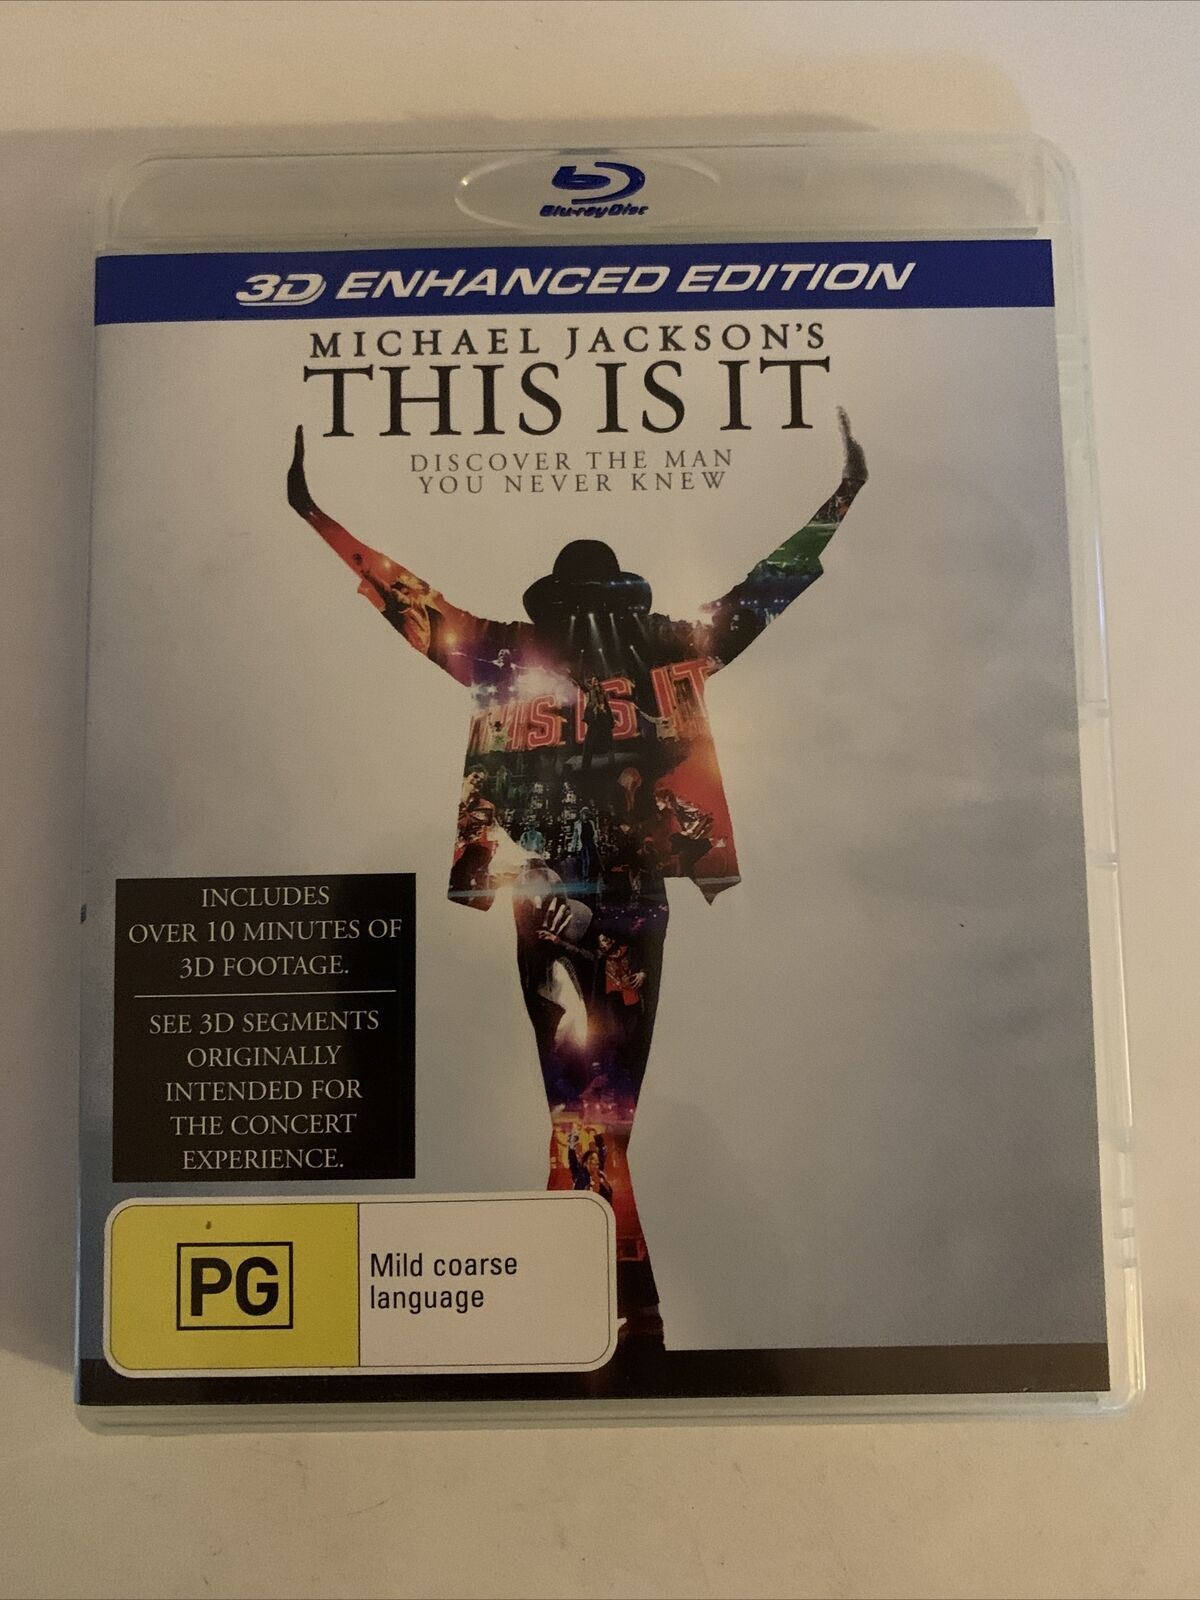 Blu-ray Disc
3D ENHANCED EDITION
MICHAEL JACKSON'S
THIS IS IT
DISCOVER THE MAN
YOU NEVER KNEW
THIS IS IT
INCLUDES
OVER 10 MINUTES OF
3D FOOTAGE.
SEE 3D SEGMENTS
ORIGINALLY
INTENDED FOR
THE CONCERT
EXPERIENCE.
PG
Mild coarse
language